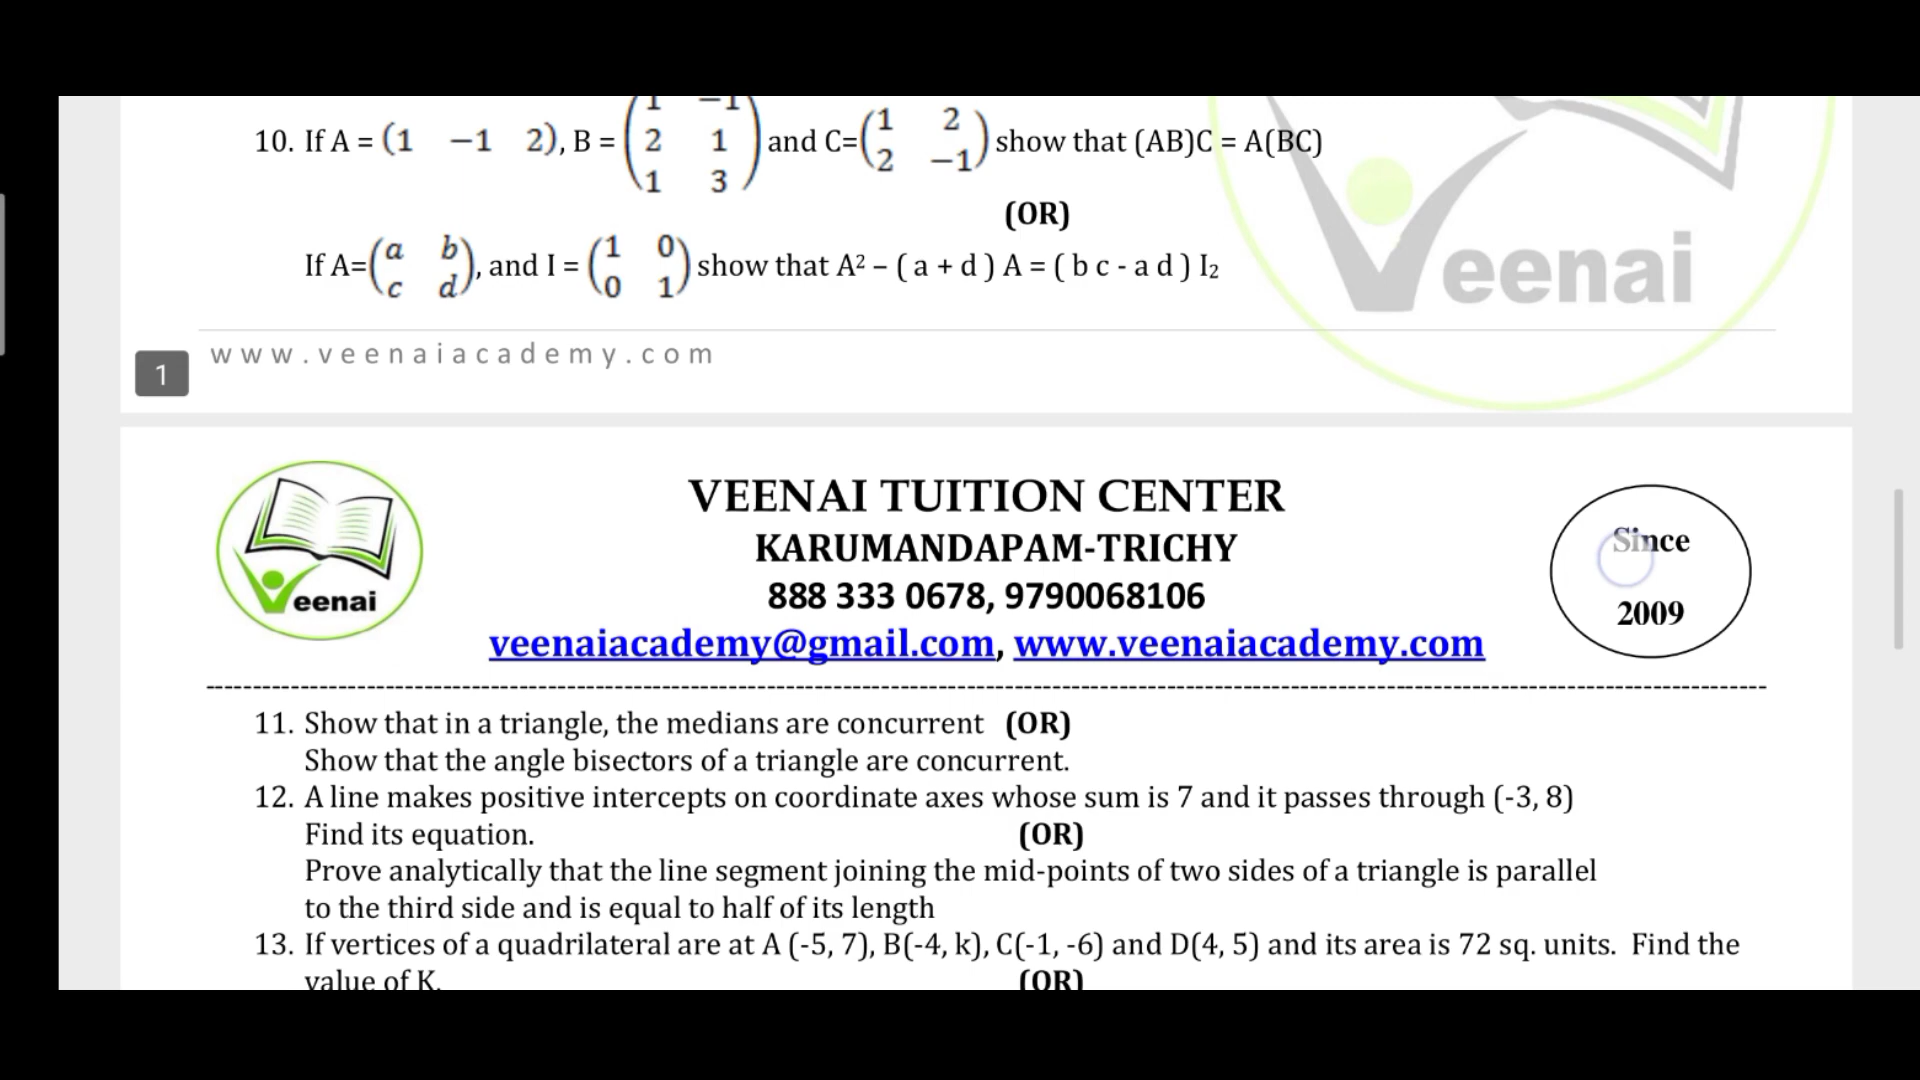 1 −1
10. If A = (1 −1 2), B = ( 2 1 ) and C= (1 2) show that (AB)C = A(BC)
1 3 2 −1
(OR)
If A= (a b), and I = (1 0) show that A² – ( a + d ) A = ( b c - a d ) I₂
c d 0 1
eenai
www.veenaiacademy.com
1
VEENAI TUITION CENTER
KARUMANDAPAM-TRICHY
888 333 0678, 9790068106
veenaiacademy@gmail.com, www.veenaiacademy.com
eenai
Since
2009
11. Show that in a triangle, the medians are concurrent (OR)
Show that the angle bisectors of a triangle are concurrent.
12. A line makes positive intercepts on coordinate axes whose sum is 7 and it passes through (-3, 8)
Find its equation. (OR)
Prove analytically that the line segment joining the mid-points of two sides of a triangle is parallel
to the third side and is equal to half of its length
13. If vertices of a quadrilateral are at A (-5, 7), B(-4, k), C(-1, -6) and D(4, 5) and its area is 72 sq. units. Find the
value of K. (OR)